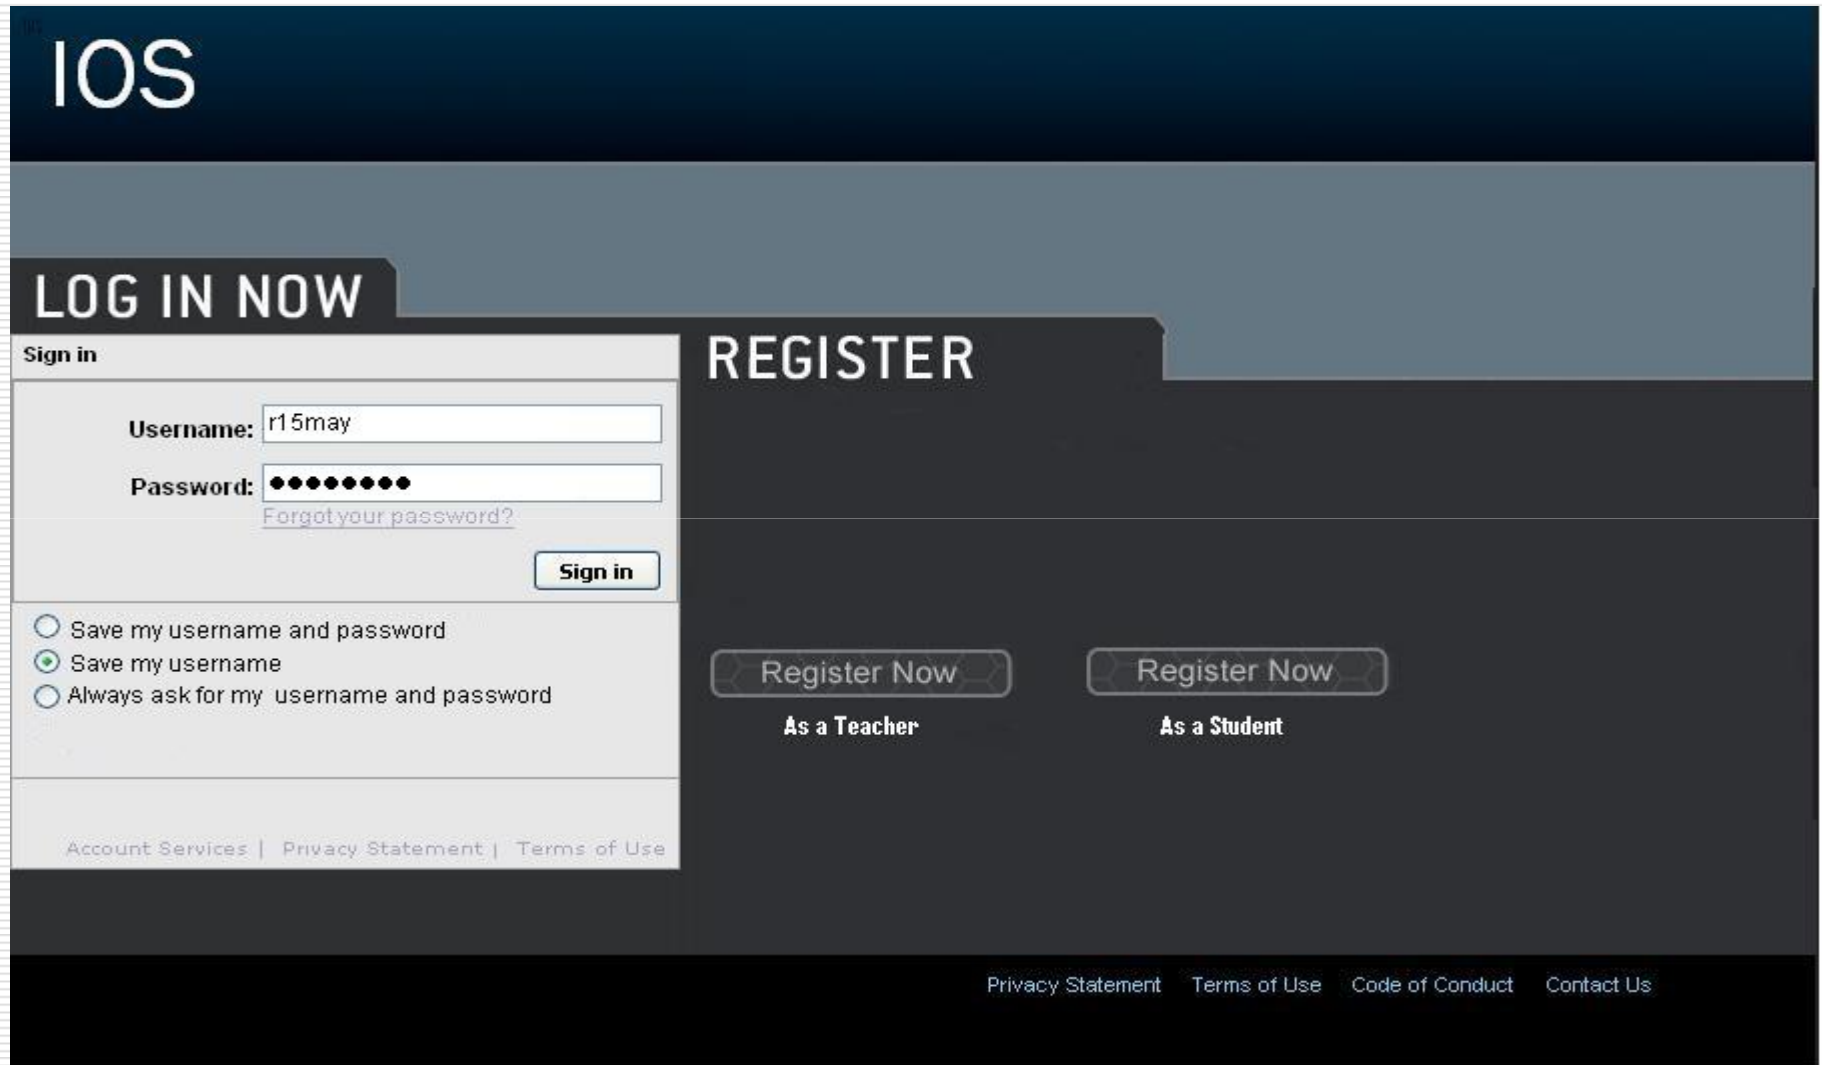 IOS
LOG IN NOW
REGISTER
Sign in
Username: r15may
Password: ●●●●●●●●
Forgot your password?
Sign in
Save my username and password
Save my username
Always ask for my username and password
Register Now
Register Now
As a Teacher
As a Student
Account Services | Privacy Statement | Terms of Use
Privacy Statement Terms of Use Code of Conduct Contact Us